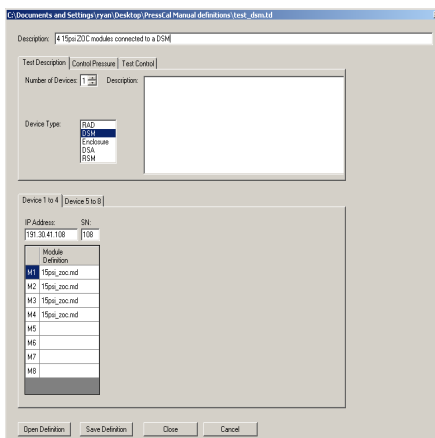 C:\Documents and Settings\ryan\Desktop\PressCal Manual definitions\test_dsm.td
Description: 4 15psi ZOC modules connected to a DSM
Test Description Control Pressure Test Control
Number of Devices: 1 Description:
Device Type:
RAD
DSM
Enclosure
DSA
RSM
Device 1 to 4 Device 5 to 8
IP Address: SN:
191.30.41.108 108
Module
Definition
M1 15psi_zoc.md
M2 15psi_zoc.md
M3 15psi_zoc.md
M4 15psi_zoc.md
M5
M6
M7
M8
Open Definition Save Definition Close Cancel